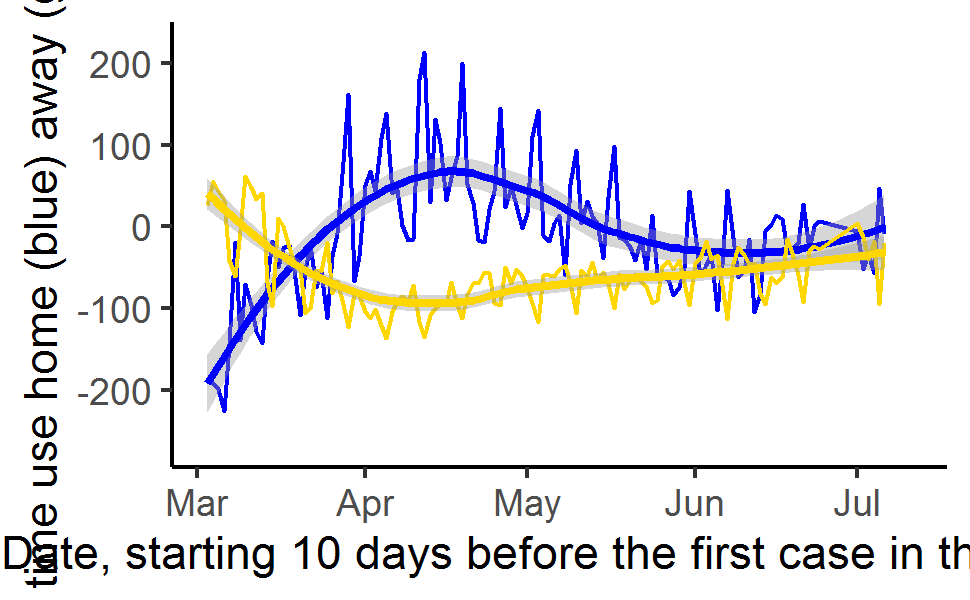 time use home (blue) away (
200
100
0
-100
-200
Mar Apr May Jun Jul
Date, starting 10 days before the first case in th